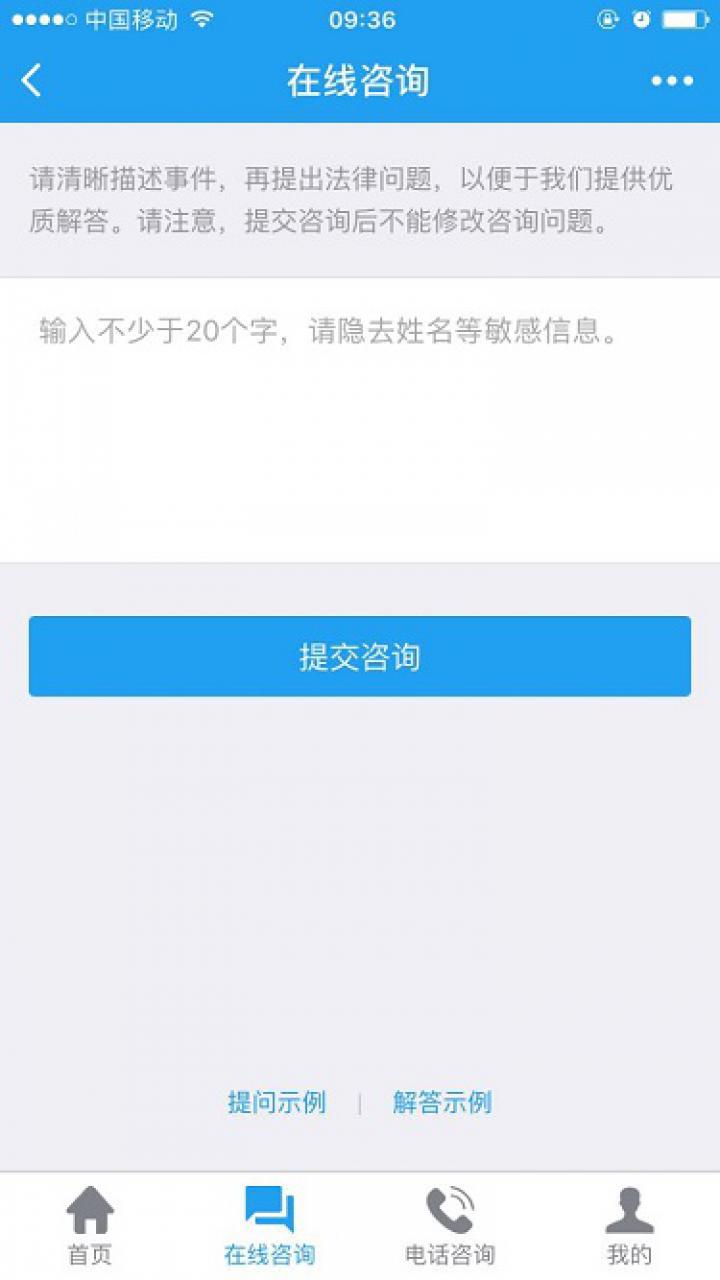 中国移动 09:36
在线咨询
请清晰描述事件，再提出法律问题，以便于我们提供优
质解答。请注意，提交咨询后不能修改咨询问题。
输入不少于20个字，请隐去姓名等敏感信息。
提交咨询
提问示例 | 解答示例
首页 在线咨询 电话咨询 我的